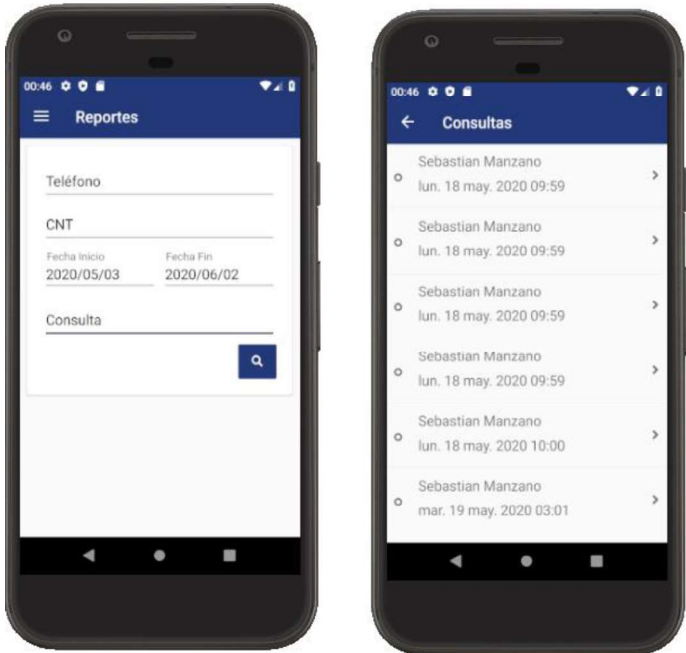 00:46
Reportes
Teléfono
CNT
Fecha Inicio Fecha Fin
2020/05/03 2020/06/02
Consulta
00:46
Consultas
Sebastian Manzano
lun. 18 may. 2020 09:59
Sebastian Manzano
lun. 18 may. 2020 09:59
Sebastian Manzano
lun. 18 may. 2020 09:59
Sebastian Manzano
lun. 18 may. 2020 09:59
Sebastian Manzano
lun. 18 may. 2020 10:00
Sebastian Manzano
mar. 19 may. 2020 03:01